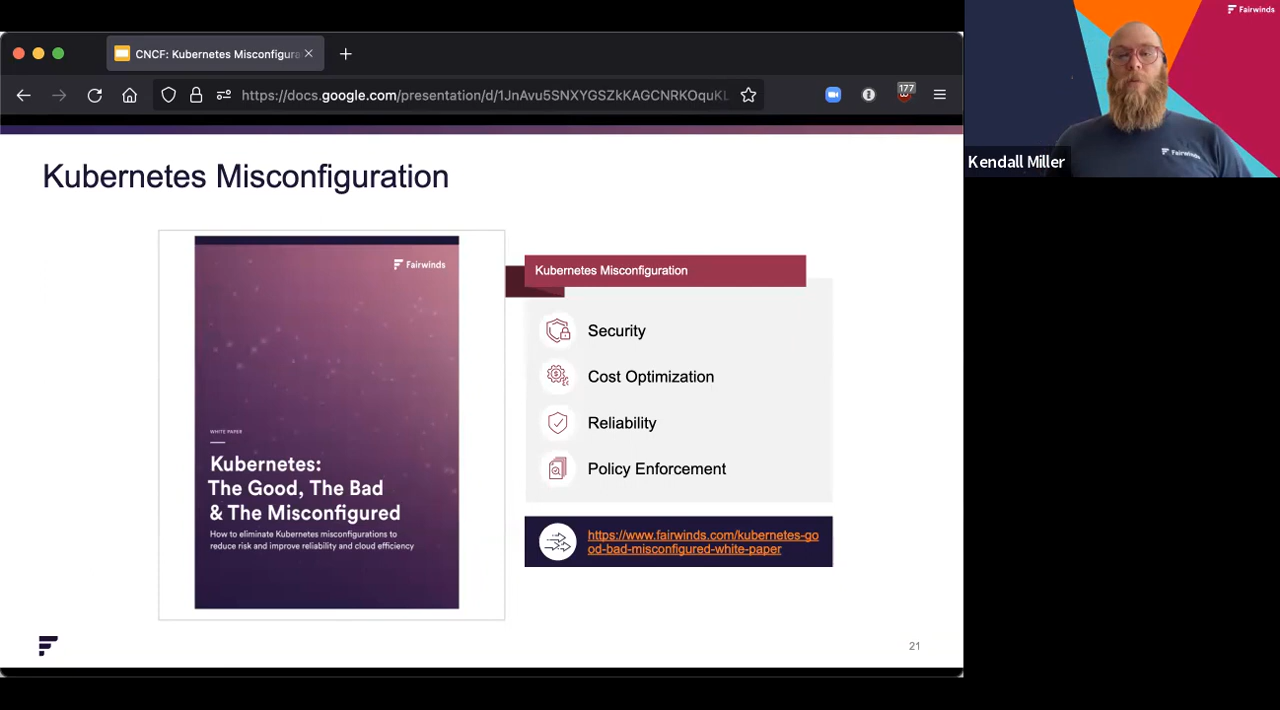 CNCF: Kubernetes Misconfigura
https://docs.google.com/presentation/d/1JnAvu5SNXYGSZkKAGCNRKOquKL
177
Fairwinds
Kendall Miller
Fairwinds
Kubernetes Misconfiguration
Fairwinds
WHITE PAPER
Kubernetes:
The Good, The Bad
& The Misconfigured
How to eliminate Kubernetes misconfigurations to
reduce risk and improve reliability and cloud efficiency
Kubernetes Misconfiguration
Security
Cost Optimization
Reliability
Policy Enforcement
https://www.fairwinds.com/kubernetes-go
od-bad-misconfigured-white-paper
21